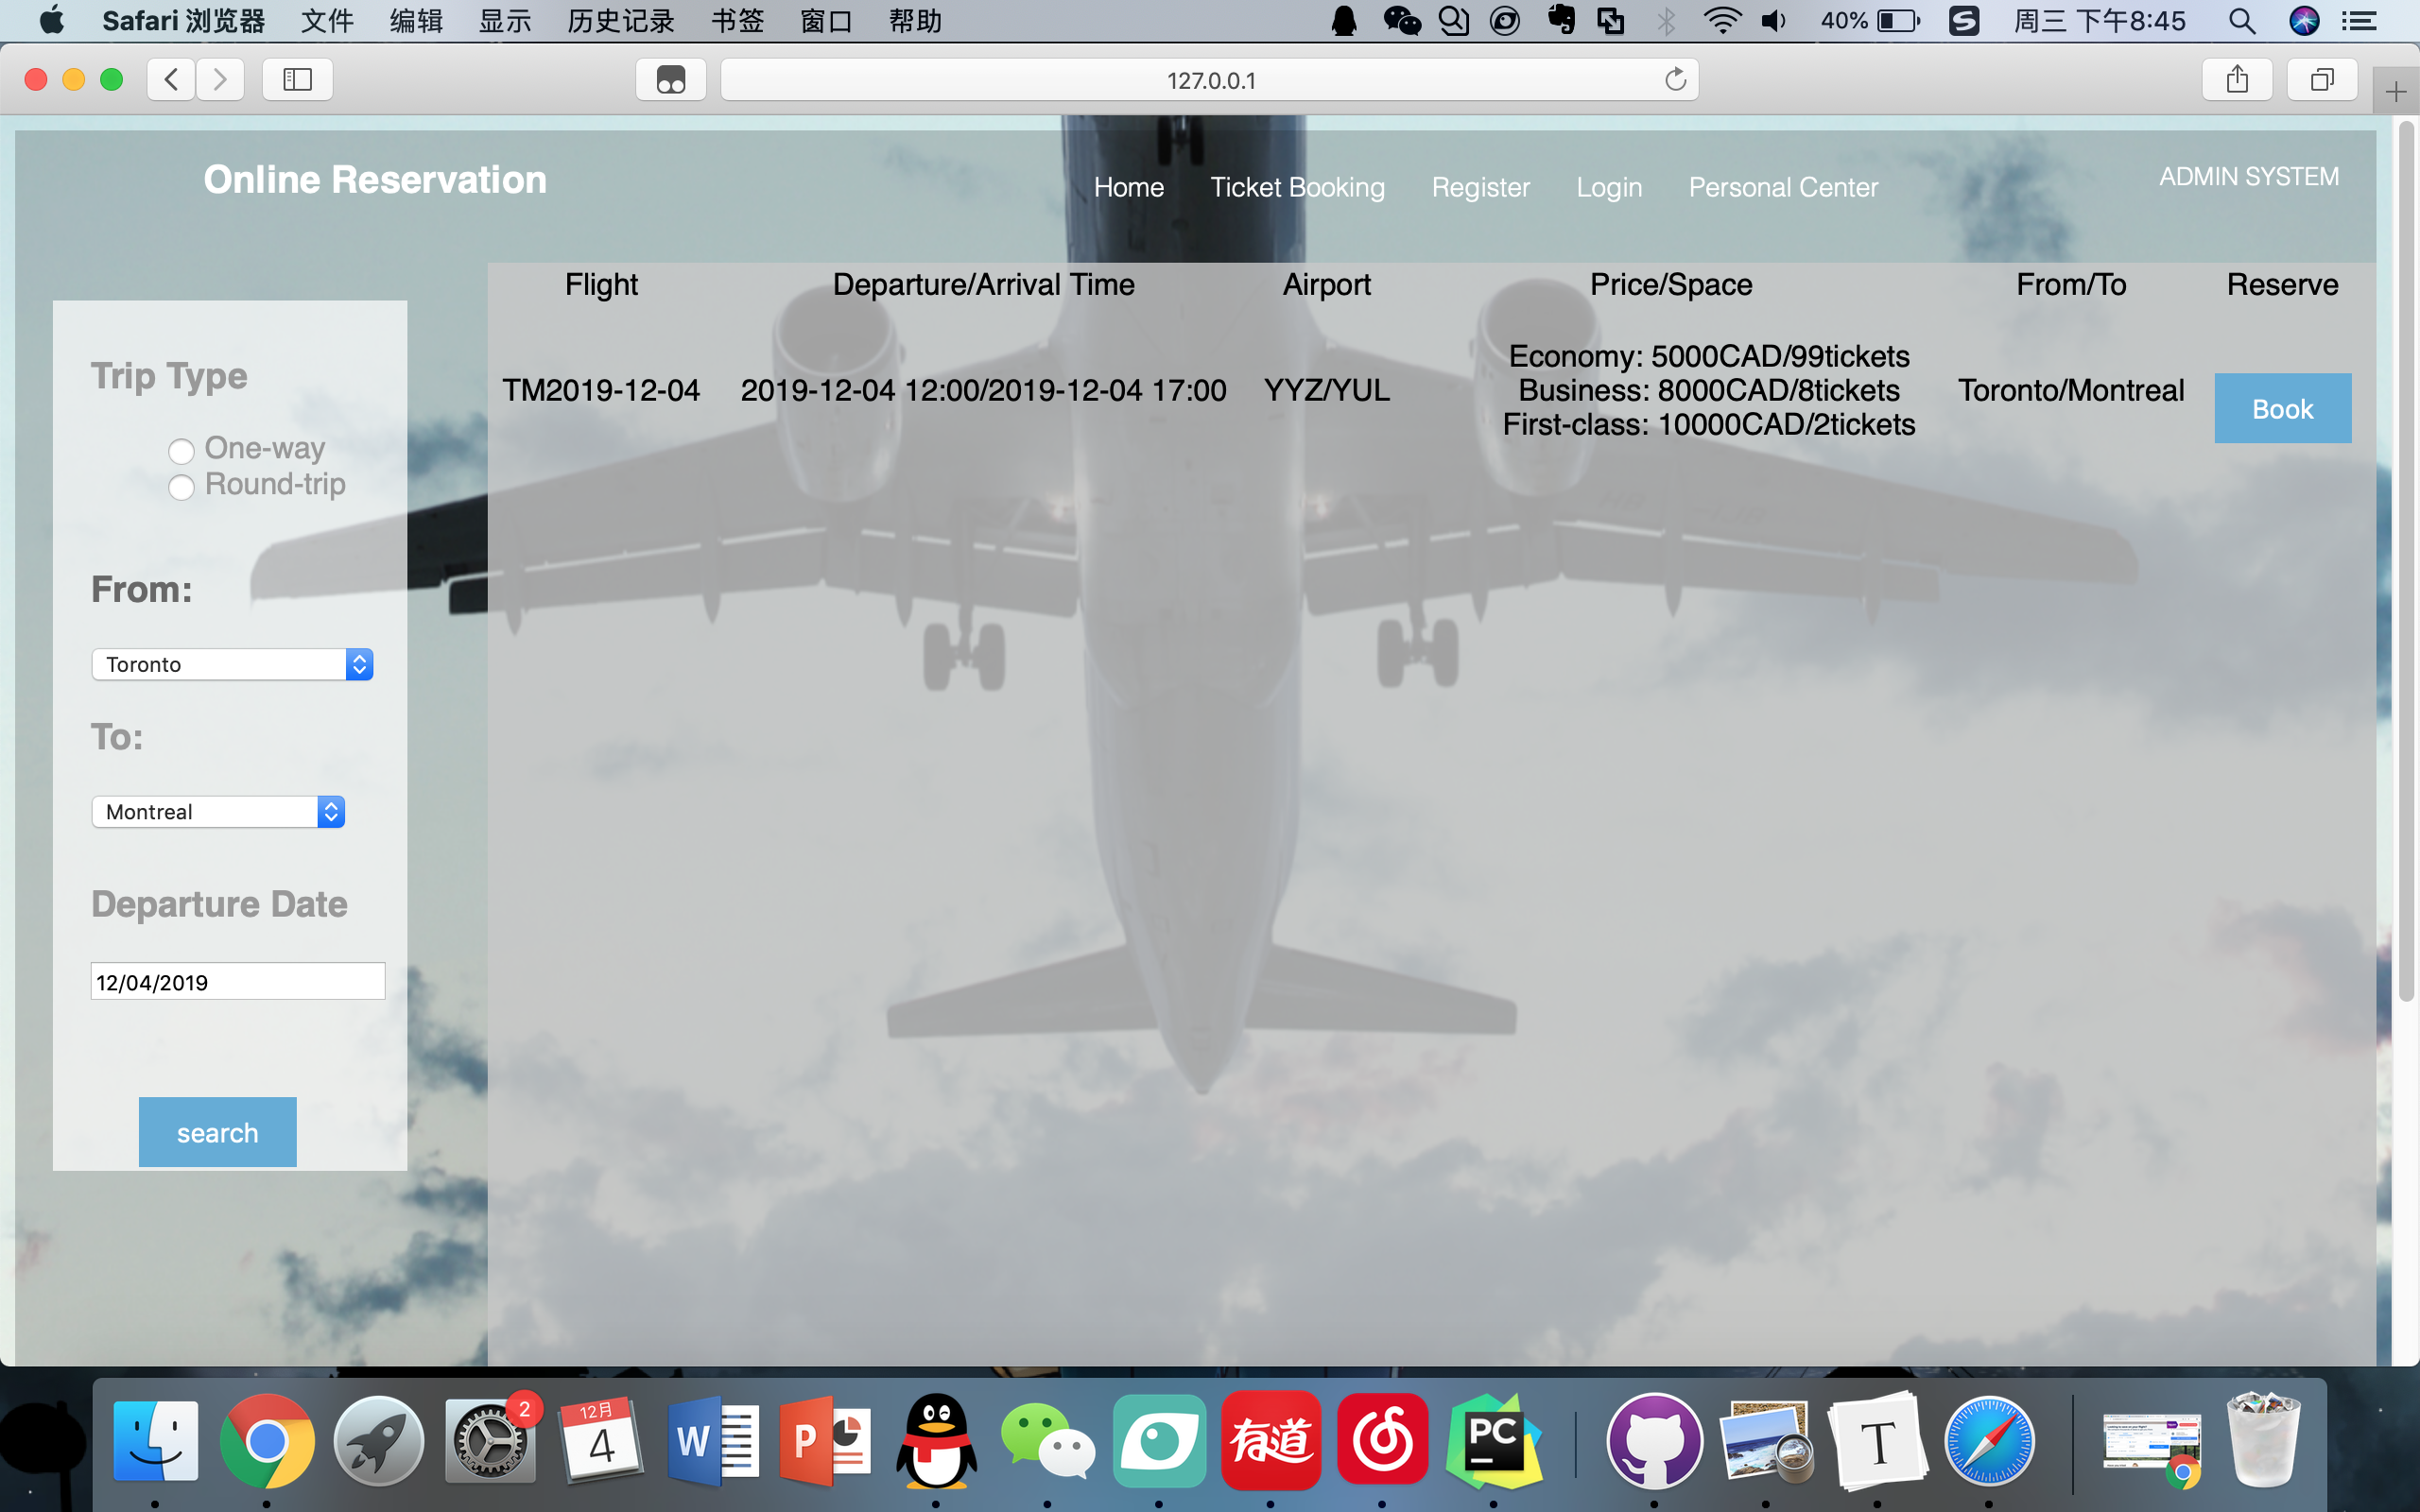 Safari 浏览器 文件 编辑 显示 历史记录 书签 窗口 帮助 40% 周三 下午8:45
127.0.0.1
Online Reservation
Home Ticket Booking Register Login Personal Center
ADMIN SYSTEM
Trip Type
One-way
Round-trip
From:
Toronto
To:
Montreal
Departure Date
12/04/2019
search
Flight Departure/Arrival Time Airport Price/Space From/To Reserve
Economy: 5000CAD/99tickets
TM2019-12-04 2019-12-04 12:00/2019-12-04 17:00 YYZ/YUL Business: 8000CAD/8tickets Toronto/Montreal Book
First-class: 10000CAD/2tickets
2
12月
4
W
P
有道
PC
T